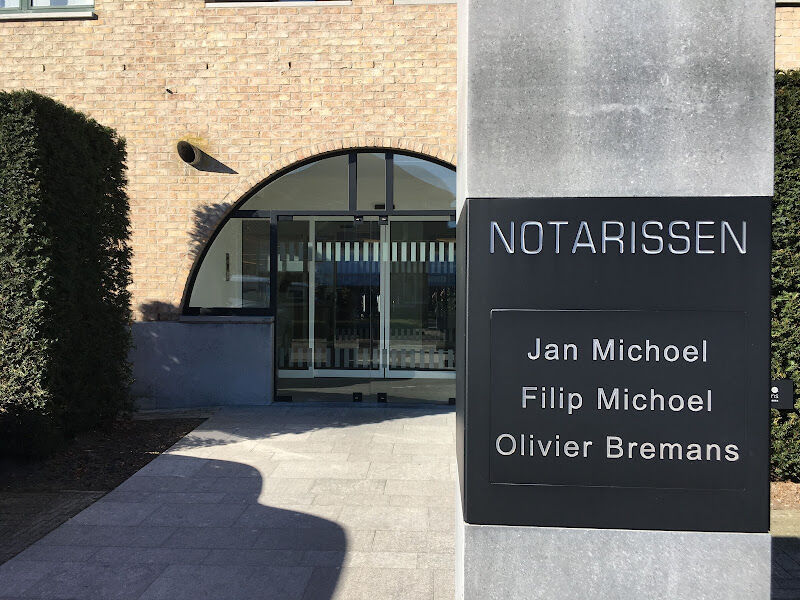 NOTARISSEN
Jan Michoel
Filip Michoel
Olivier Bremans